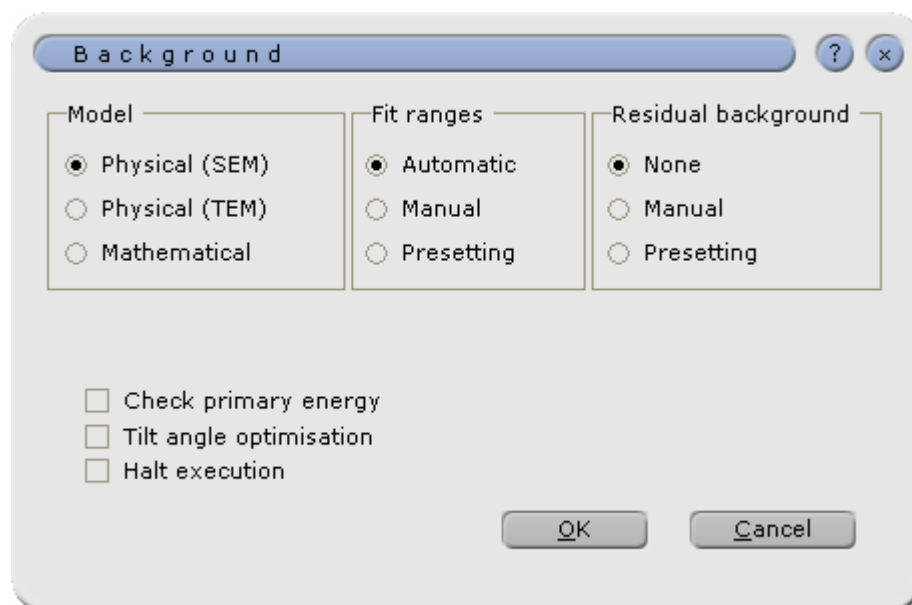 Background
Model
Physical (SEM)
Physical (TEM)
Mathematical
Fit ranges
Automatic
Manual
Presetting
Residual background
None
Manual
Presetting
Check primary energy
Tilt angle optimisation
Halt execution
OK
Cancel